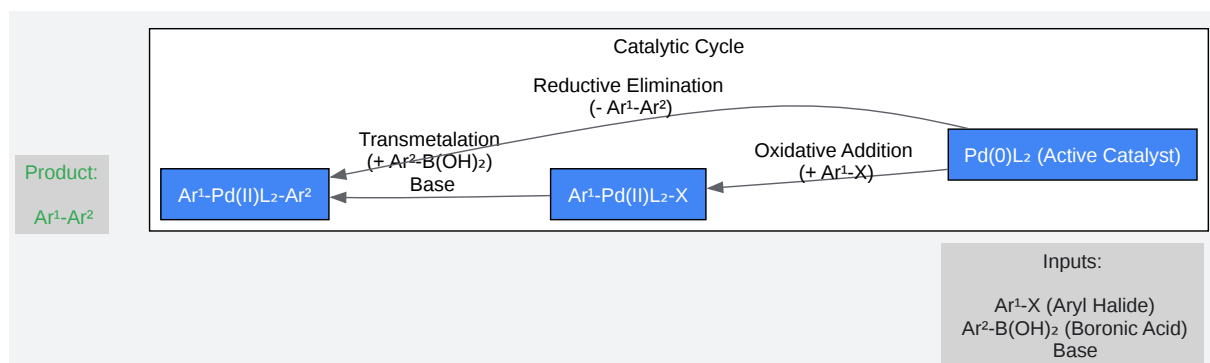 Catalytic Cycle
Reductive Elimination
(- Ar¹-Ar²)
Transmetalation
(+ Ar²-B(OH)₂)
Base
Oxidative Addition
(+ Ar¹-X)
Pd(0)L₂ (Active Catalyst)
Ar¹-Pd(II)L₂-Ar²
Ar¹-Pd(II)L₂-X
Product:
Ar¹-Ar²
Inputs:
Ar¹-X (Aryl Halide)
Ar²-B(OH)₂ (Boronic Acid)
Base